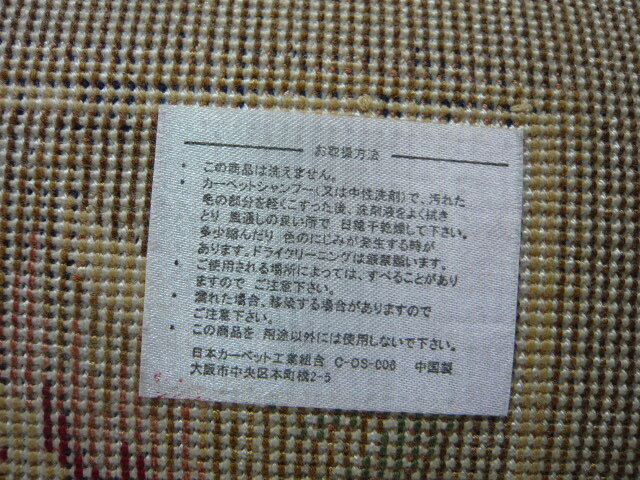 お取扱方法
・この商品は洗えません。
・カーペットシャンプー(又は中性洗剤)で、汚れた
毛の部分を軽くこすった後、洗剤液をよく拭き
とり 風通しの良い所で 日陰干乾燥して下さい。
多少縮んだり 色のにじみが発生する時が
あります。ドライクリーニングは御願います。
・ご使用される場所によっては、すべることがあり
ますので ご注意下さい。
・濡れた場合、移染する場合がありますので
ご注意下さい。
・この商品を 用途以外には使用しないで下さい。
日本カーペット工業組合 C-OS-006 中国製
大阪市中央区本町橋2-5